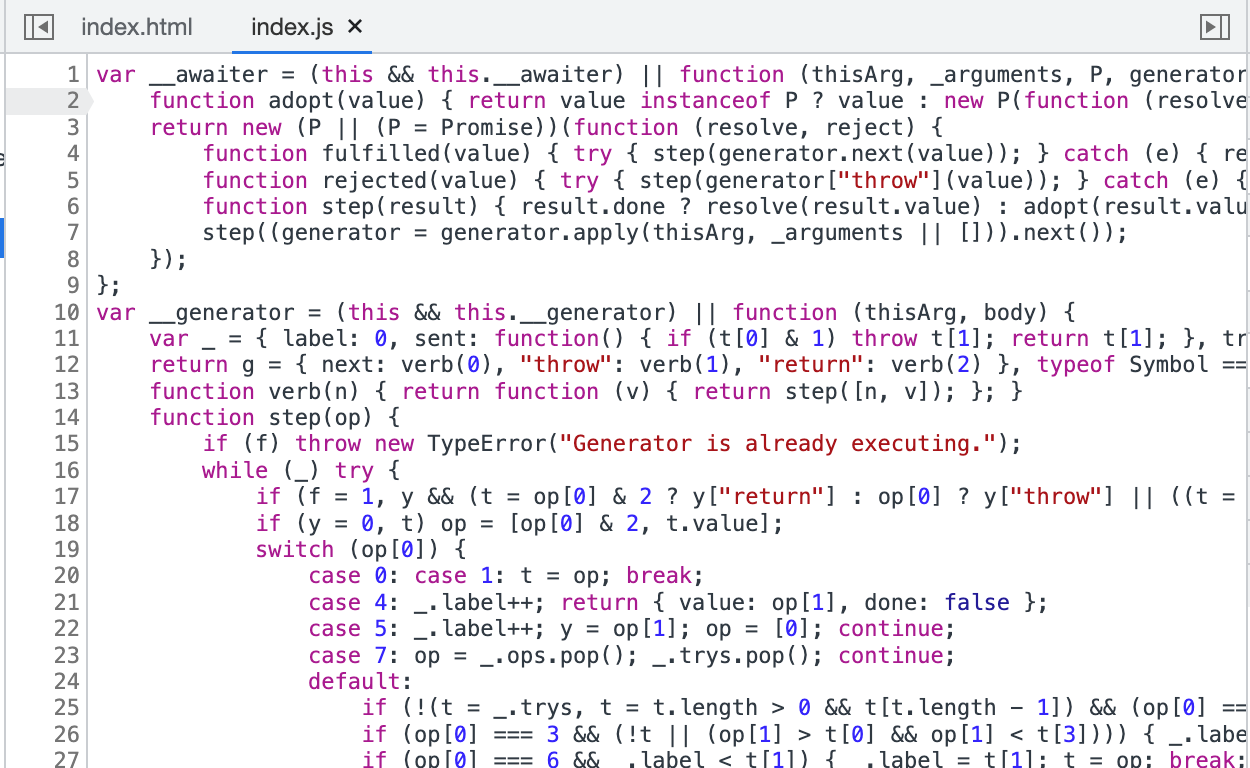 index.html index.js ×
1 var __awaiter = (this && this.__awaiter) || function (thisArg, _arguments, P, generator
2 function adopt(value) { return value instanceof P ? value : new P(function (resolve
3 return new (P || (P = Promise))(function (resolve, reject) {
4 function fulfilled(value) { try { step(generator.next(value)); } catch (e) { re
5 function rejected(value) { try { step(generator["throw"](value)); } catch (e) {
6 function step(result) { result.done ? resolve(result.value) : adopt(result.valu
7 step((generator = generator.apply(thisArg, _arguments || [])).next());
8 });
9 };
10 var __generator = (this && this.__generator) || function (thisArg, body) {
11 var _ = { label: 0, sent: function() { if (t[0] & 1) throw t[1]; return t[1]; }, tr
12 return g = { next: verb(0), "throw": verb(1), "return": verb(2) }, typeof Symbol ==
13 function verb(n) { return function (v) { return step([n, v]); }; }
14 function step(op) {
15 if (f) throw new TypeError("Generator is already executing.");
16 while (_) try {
17 if (f = 1, y && (t = op[0] & 2 ? y["return"] : op[0] ? y["throw"] || ((t =
18 if (y = 0, t) op = [op[0] & 2, t.value];
19 switch (op[0]) {
20 case 0: case 1: t = op; break;
21 case 4: _.label++; return { value: op[1], done: false };
22 case 5: _.label++; y = op[1]; op = [0]; continue;
23 case 7: op = _.ops.pop(); _.trys.pop(); continue;
24 default:
25 if (!(t = _.trys, t = t.length > 0 && t[t.length - 1]) && (op[0] ==
26 if (op[0] === 3 && (!t || (op[1] > t[0] && op[1] < t[3]))) { _.labe
27 if (op[0] === 6 && _.label < t[1]) { _.label = t[1]; t = op; break;